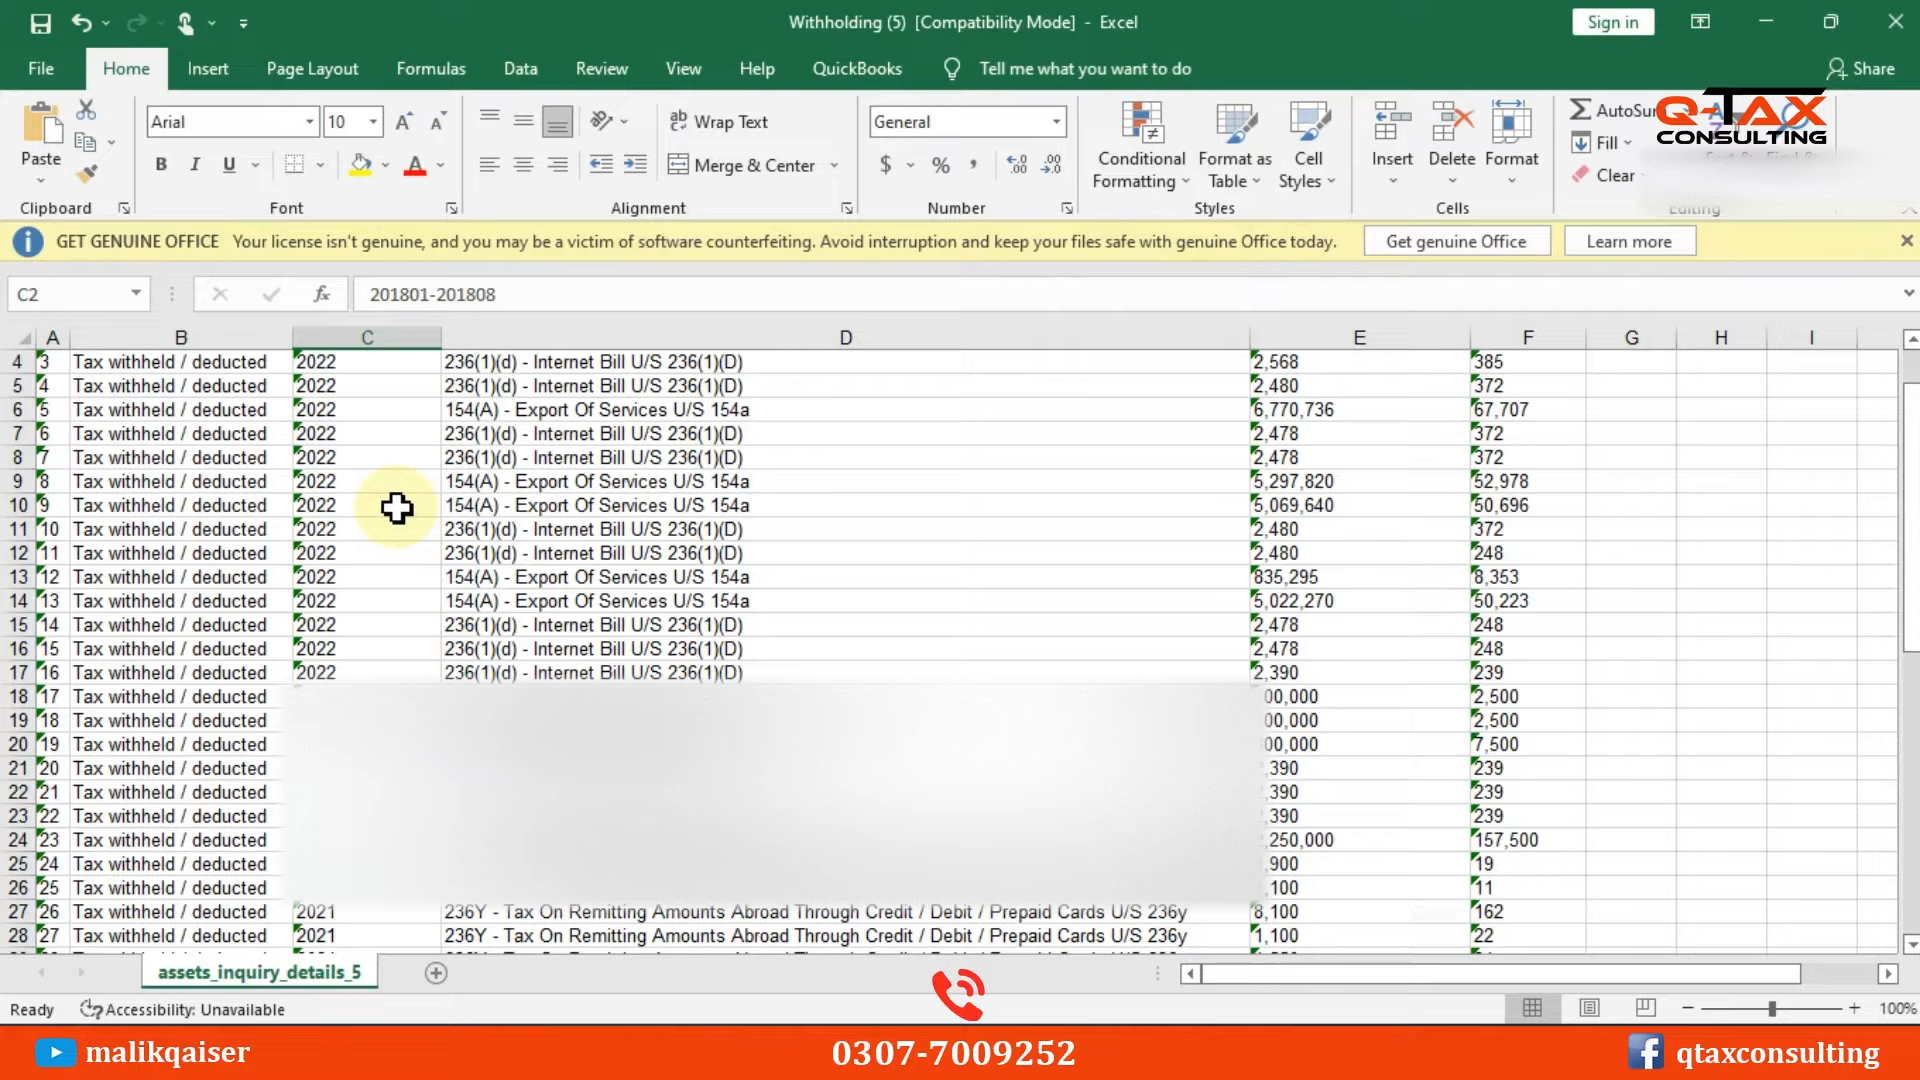 Withholding (5) [Compatibility Mode] - Excel
Sign in
File Home Insert Page Layout Formulas Data Review View Help QuickBooks Tell me what you want to do Share
Paste
Clipboard
Arial 10
B I U
Font
Wrap Text
Merge & Center
Alignment
General
$ % ,
Number
Conditional Formatting
Format as Table
Cell Styles
Styles
Insert Delete Format
Cells
Fill
Clear
Editing
Q-TAX
CONSULTING
GET GENUINE OFFICE Your license isn't genuine, and you may be a victim of software counterfeiting. Avoid interruption and keep your files safe with genuine Office today. Get genuine Office Learn more
C2 fx 201801-201808
A B C D E F G H I
4 3 Tax withheld / deducted 2022 236(1)(d) - Internet Bill U/S 236(1)(D) 2,568 385
5 4 Tax withheld / deducted 2022 236(1)(d) - Internet Bill U/S 236(1)(D) 2,480 372
6 5 Tax withheld / deducted 2022 154(A) - Export Of Services U/S 154a 6,770,736 67,707
7 6 Tax withheld / deducted 2022 236(1)(d) - Internet Bill U/S 236(1)(D) 2,478 372
8 7 Tax withheld / deducted 2022 236(1)(d) - Internet Bill U/S 236(1)(D) 2,478 372
9 8 Tax withheld / deducted 2022 154(A) - Export Of Services U/S 154a 5,297,820 52,978
10 9 Tax withheld / deducted 2022 154(A) - Export Of Services U/S 154a 5,069,640 50,696
11 10 Tax withheld / deducted 2022 236(1)(d) - Internet Bill U/S 236(1)(D) 2,480 372
12 11 Tax withheld / deducted 2022 236(1)(d) - Internet Bill U/S 236(1)(D) 2,480 248
13 12 Tax withheld / deducted 2022 154(A) - Export Of Services U/S 154a 835,295 8,353
14 13 Tax withheld / deducted 2022 154(A) - Export Of Services U/S 154a 5,022,270 50,223
15 14 Tax withheld / deducted 2022 236(1)(d) - Internet Bill U/S 236(1)(D) 2,478 248
16 15 Tax withheld / deducted 2022 236(1)(d) - Internet Bill U/S 236(1)(D) 2,478 248
17 16 Tax withheld / deducted 2022 236(1)(d) - Internet Bill U/S 236(1)(D) 2,390 239
18 17 Tax withheld / deducted 00,000 2,500
19 18 Tax withheld / deducted 00,000 2,500
20 19 Tax withheld / deducted 00,000 7,500
21 20 Tax withheld / deducted ,390 239
22 21 Tax withheld / deducted ,390 239
23 22 Tax withheld / deducted ,390 239
24 23 Tax withheld / deducted ,250,000 157,500
25 24 Tax withheld / deducted ,900 19
26 25 Tax withheld / deducted ,100 11
27 26 Tax withheld / deducted 2021 236Y - Tax On Remitting Amounts Abroad Through Credit / Debit / Prepaid Cards U/S 236y 8,100 162
28 27 Tax withheld / deducted 2021 236Y - Tax On Remitting Amounts Abroad Through Credit / Debit / Prepaid Cards U/S 236y 1,100 22
assets_inquiry_details_5
Ready Accessibility: Unavailable 100%
malikqaiser 0307-7009252 qtaxconsulting